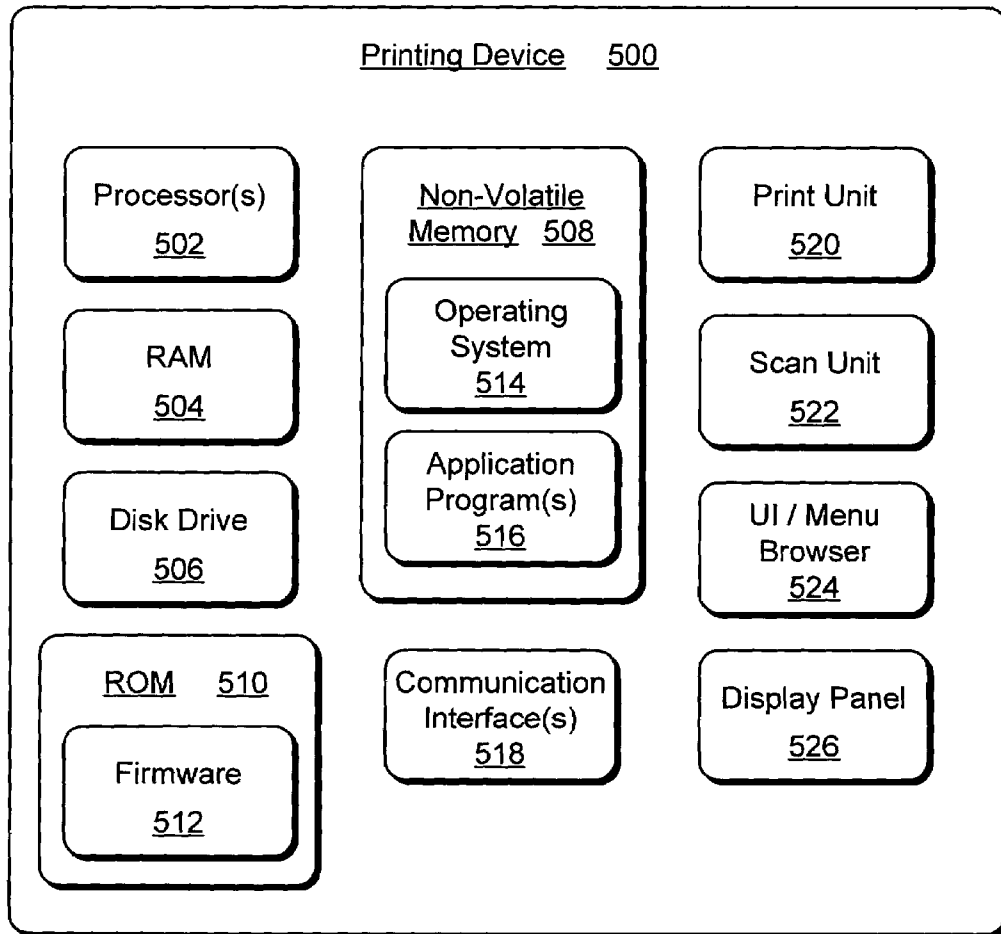 Printing Device 500
Processor(s)
502
RAM
504
Disk Drive
506
ROM 510
Firmware
512
Non-Volatile
Memory 508
Operating
System
514
Application
Program(s)
516
Communication
Interface(s)
518
Print Unit
520
Scan Unit
522
UI / Menu
Browser
524
Display Panel
526